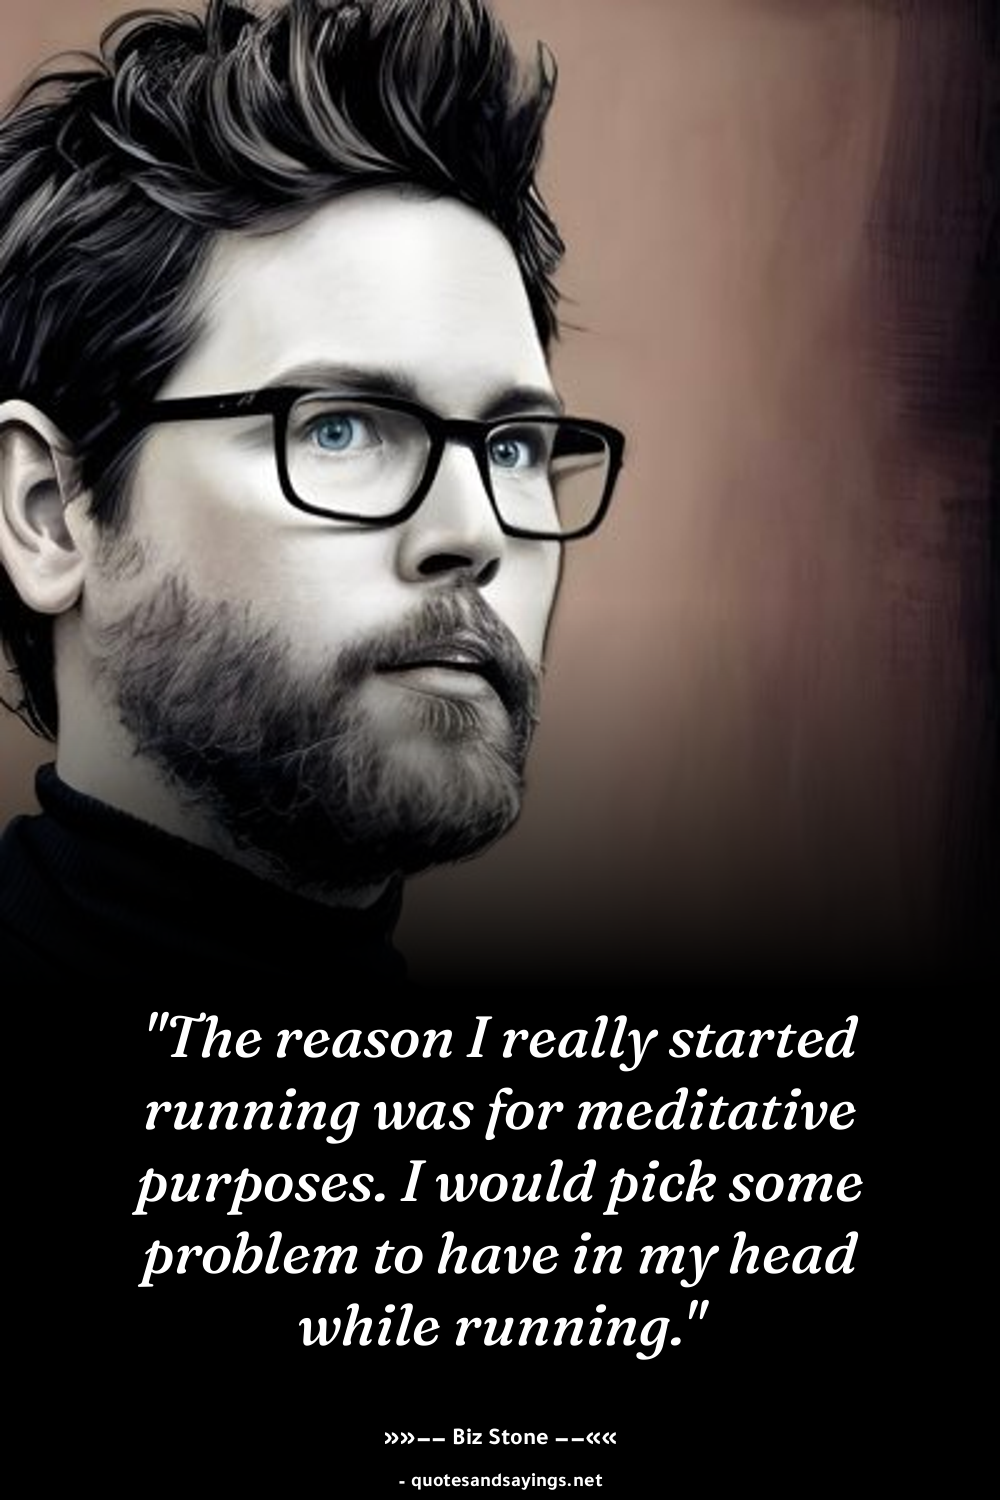 "The reason I really started
running was for meditative
purposes. I would pick some
problem to have in my head
while running."
»»−− Biz Stone −−««
- quotesandsayings.net